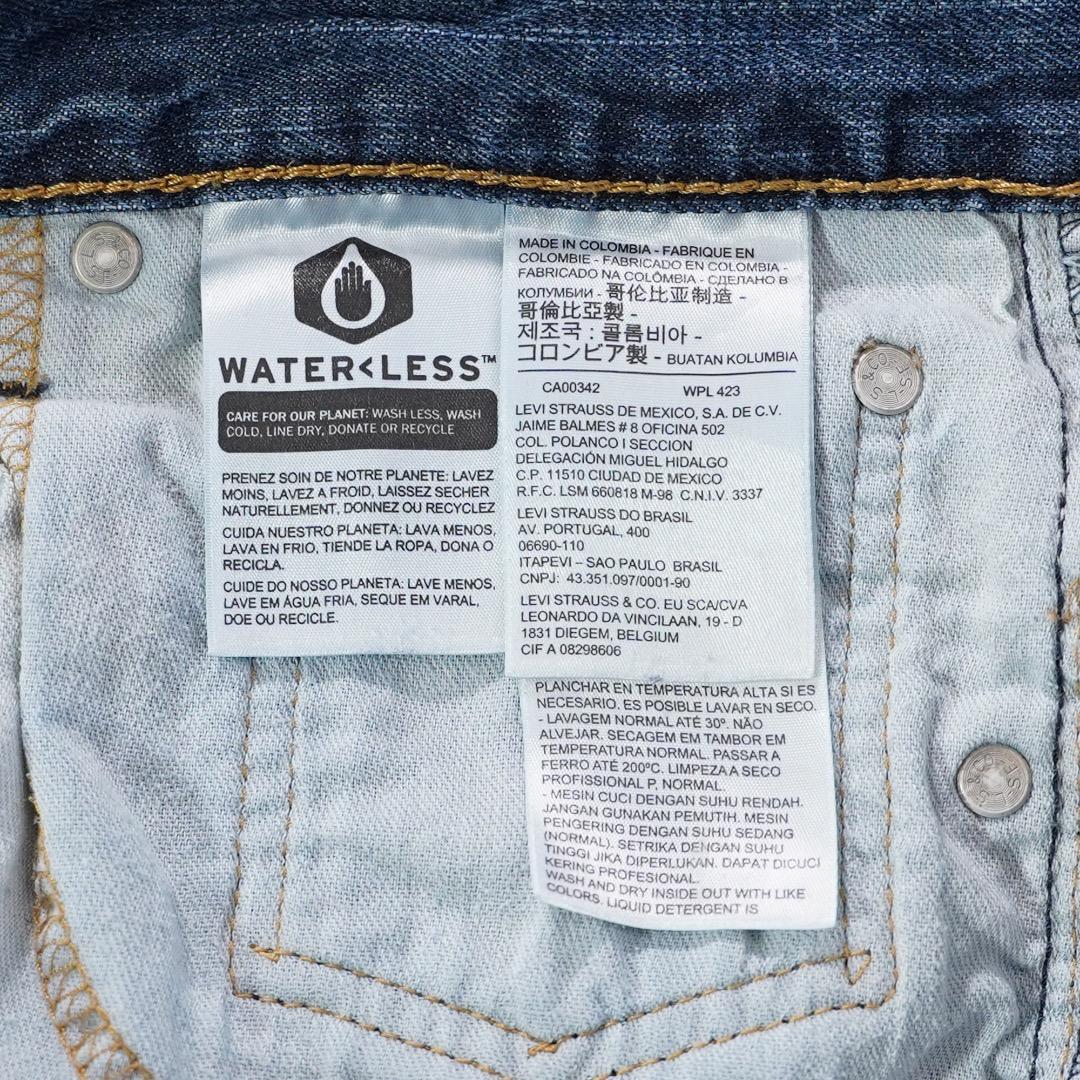 WATER<LESS™
CARE FOR OUR PLANET: WASH LESS, WASH
COLD, LINE DRY, DONATE OR RECYCLE
PRENEZ SOIN DE NOTRE PLANETE: LAVEZ
MOINS, LAVEZ A FROID, LAISSEZ SECHER
NATURELLEMENT, DONNEZ OU RECYCLEZ
CUIDA NUESTRO PLANETA: LAVA MENOS,
LAVA EN FRIO, TIENDE LA ROPA, DONA O
RECICLA.
CUIDE DO NOSSO PLANETA: LAVE MENOS,
LAVE EM ÁGUA FRIA, SEQUE EM VARAL,
DOE OU RECICLE.
MADE IN COLOMBIA - FABRIQUE EN
COLOMBIE - FABRICADO EN COLOMBIA -
FABRICADO NA COLÔMBIA - СДЕЛАНО В
КОЛУМБИИ - 哥伦比亚制造 -
哥倫比亞製 -
제조국 : 콜롬비아 -
コロンビア製 - BUATAN KOLUMBIA
CA00342 WPL 423
LEVI STRAUSS DE MEXICO, S.A. DE C.V.
JAIME BALMES # 8 OFICINA 502
COL. POLANCO I SECCION
DELEGACIÓN MIGUEL HIDALGO
C.P. 11510 CIUDAD DE MEXICO
R.F.C. LSM 660818 M-98 C.N.I.V. 3337
LEVI STRAUSS DO BRASIL
AV. PORTUGAL, 400
06690-110
ITAPEVI – SAO PAULO BRASIL
CNPJ: 43.351.097/0001-90
LEVI STRAUSS & CO. EU SCA/CVA
LEONARDO DA VINCILAAN, 19 - D
1831 DIEGEM, BELGIUM
CIF A 08298606
PLANCHAR EN TEMPERATURA ALTA SI ES
NECESARIO. ES POSIBLE LAVAR EN SECO.
- LAVAGEM NORMAL ATÉ 30º. NÃO
ALVEJAR. SECAGEM EM TAMBOR EM
TEMPERATURA NORMAL. PASSAR A
FERRO ATÉ 200ºC. LIMPEZA A SECO
PROFISSIONAL P, NORMAL.
- MESIN CUCI DENGAN SUHU RENDAH.
JANGAN GUNAKAN PEMUTIH. MESIN
PENGERING DENGAN SUHU SEDANG
(NORMAL). SETRIKA DENGAN SUHU
TINGGI JIKA DIPERLUKAN. DAPAT DICUCI
KERING PROFESIONAL.
WASH AND DRY INSIDE OUT WITH LIKE
COLORS. LIQUID DETERGENT IS